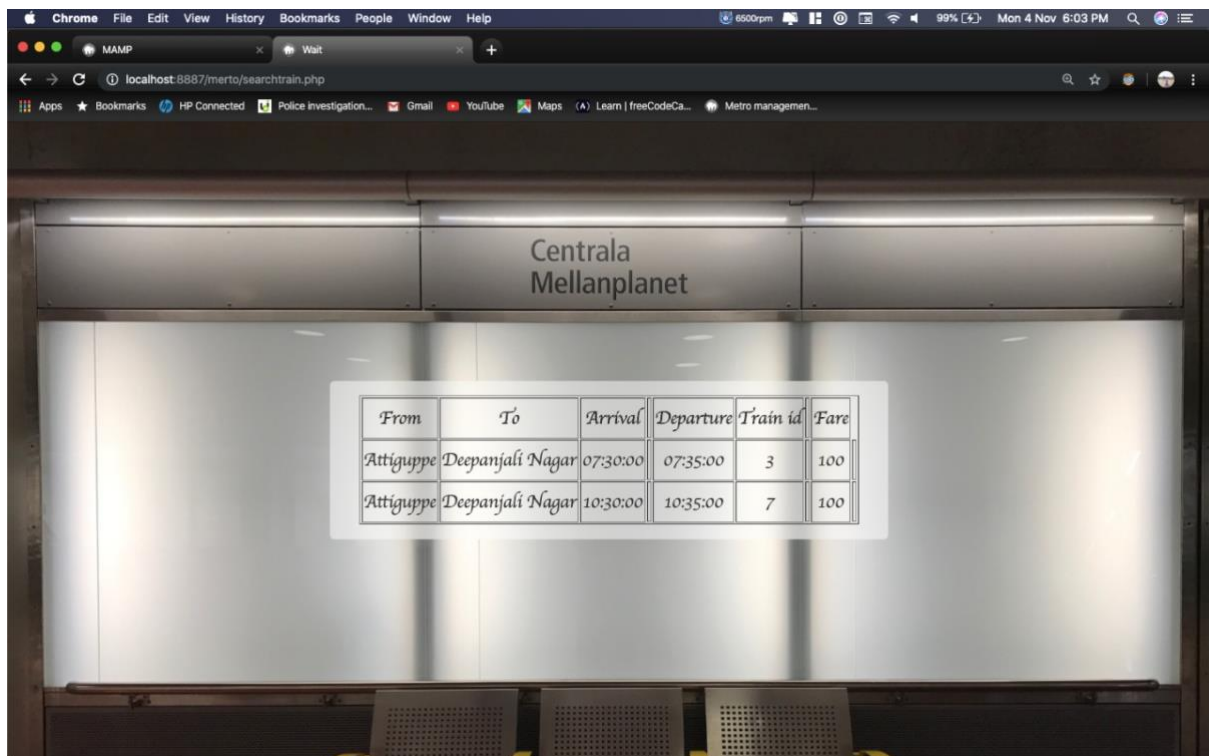 Chrome File Edit View History Bookmarks People Window Help 6500rpm 99% Mon 4 Nov 6:03 PM
MAMP Wait
localhost:8887/merto/searchtrain.php
Apps Bookmarks HP Connected Police investigation... Gmail YouTube Maps Learn | freeCodeCa... Metro managemen...
Centrala
Mellanplanet
From To Arrival Departure Train id Fare
Attiguppe Deepanjali Nagar 07:30:00 07:35:00 3 100
Attiguppe Deepanjali Nagar 10:30:00 10:35:00 7 100